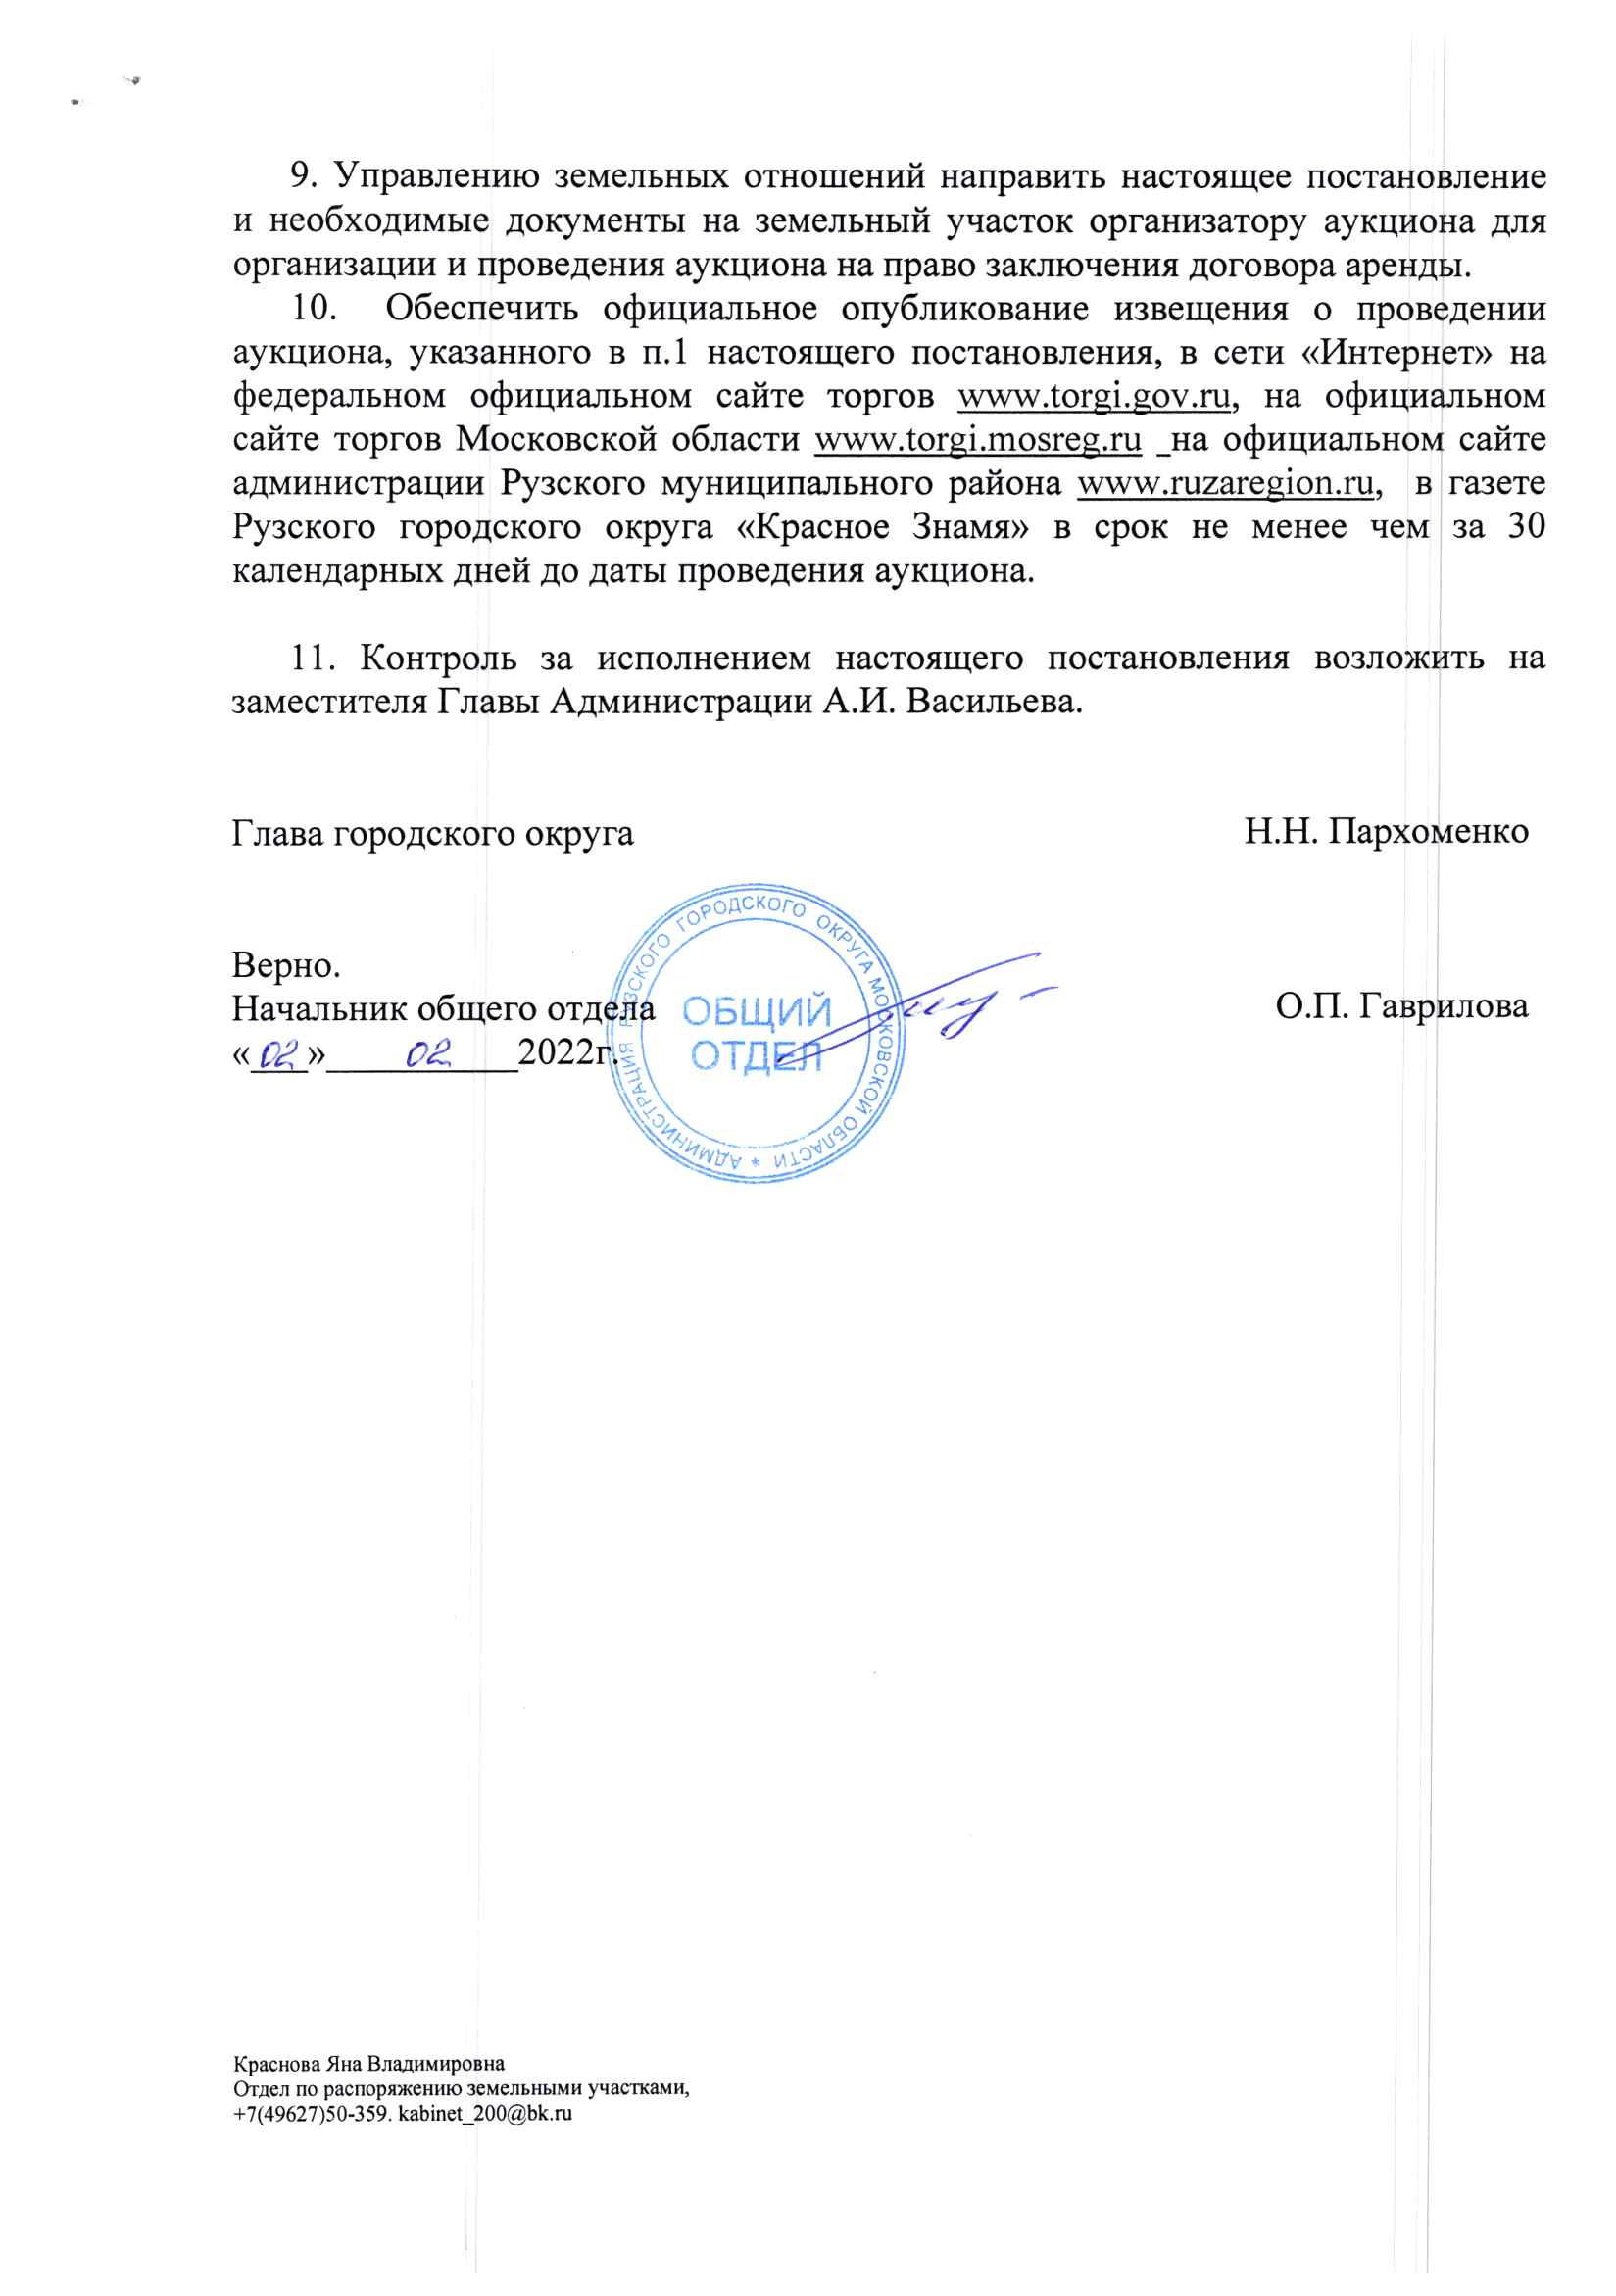 9. Управлению земельных отношений направить настоящее постановление
и необходимые документы на земельный участок организатору аукциона для
организации и проведения аукциона на право заключения договора аренды.
10. Обеспечить официальное опубликование извещения о проведении
аукциона, указанного в п.1 настоящего постановления, в сети «Интернет» на
федеральном официальном сайте торгов www.torgi.gov.ru, на официальном
сайте торгов Московской области www.torgi.mosreg.ru _на официальном сайте
администрации Рузского муниципального района www.ruzaregion.ru, в газете
Рузского городского округа «Красное Знамя» в срок не менее чем за 30
календарных дней до даты проведения аукциона.
11. Контроль за исполнением настоящего постановления возложить на
заместителя Главы Администрации А.И. Васильева.
Глава городского округа Н.Н. Пархоменко
Верно.
Начальник общего отдела О.П. Гаврилова
«02» 02 2022г.
АДМИНИСТРАЦИЯ РУЗСКОГО ГОРОДСКОГО ОКРУГА МОСКОВСКОЙ ОБЛАСТИ *
ОБЩИЙ
ОТДЕЛ
Краснова Яна Владимировна
Отдел по распоряжению земельными участками,
+7(49627)50-359. kabinet_200@bk.ru